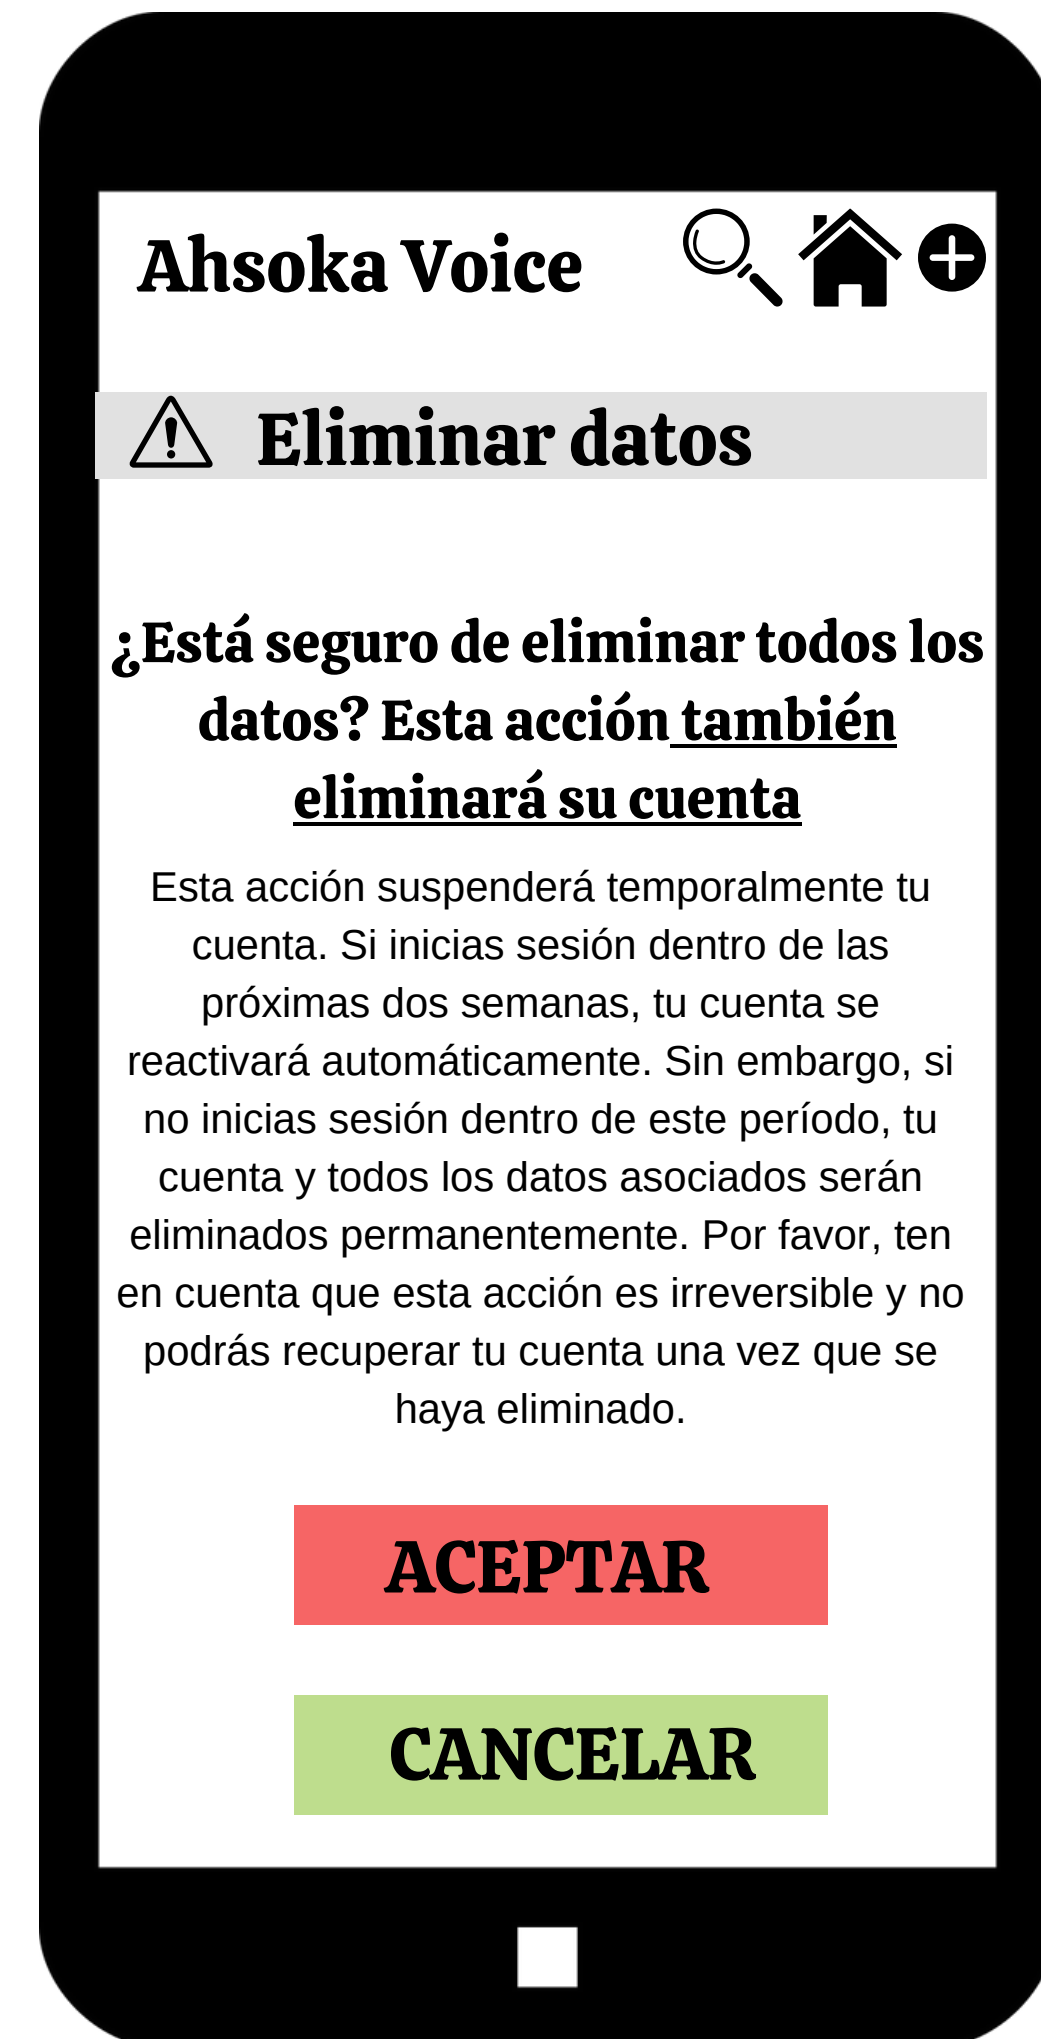 Ahsoka Voice
Eliminar datos
¿Está seguro de eliminar todos los
datos? Esta acción también
eliminará su cuenta
Esta acción suspenderá temporalmente tu
cuenta. Si inicias sesión dentro de las
próximas dos semanas, tu cuenta se
reactivará automáticamente. Sin embargo, si
no inicias sesión dentro de este período, tu
cuenta y todos los datos asociados serán
eliminados permanentemente. Por favor, ten
en cuenta que esta acción es irreversible y no
podrás recuperar tu cuenta una vez que se
haya eliminado.
ACEPTAR
CANCELAR